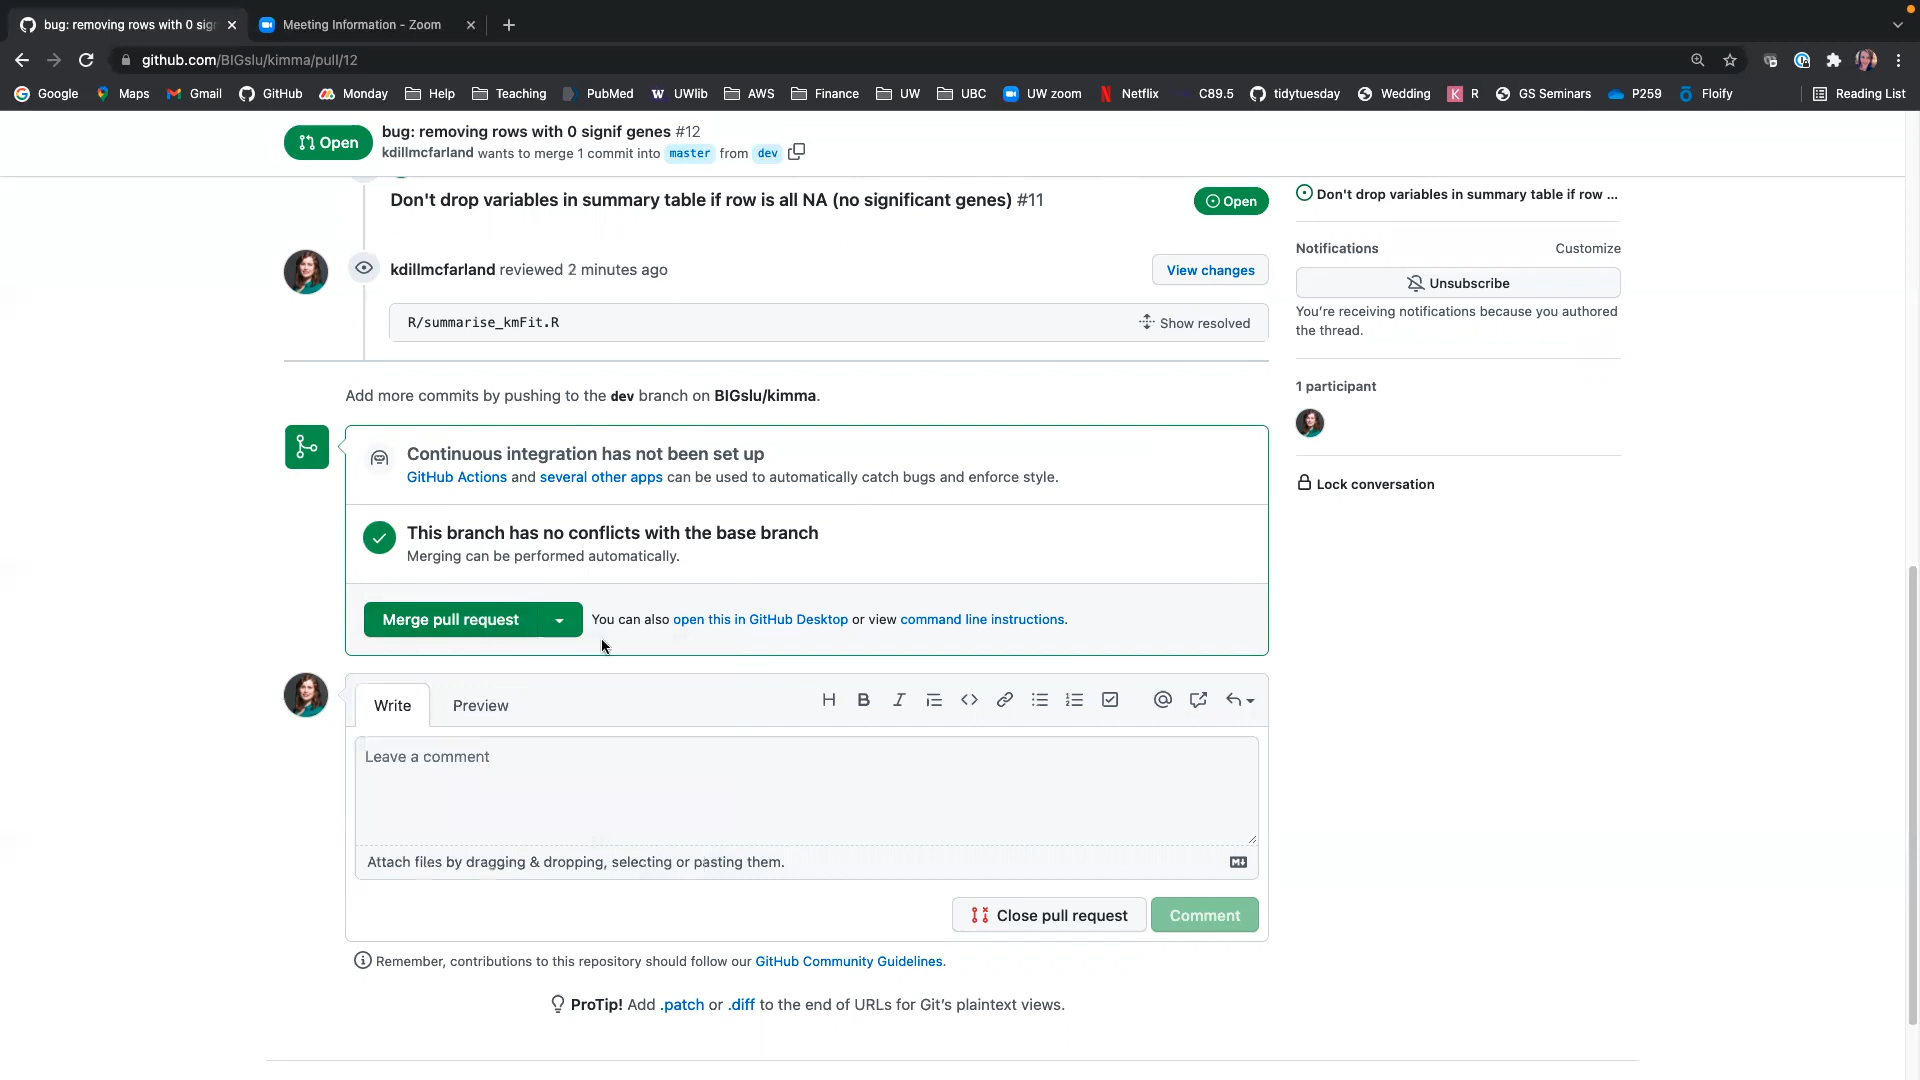 bug: removing rows with 0 sig
Meeting Information - Zoom
github.com/BIGslu/kimma/pull/12
Google Maps Gmail GitHub Monday Help Teaching PubMed UWlib AWS Finance UW UBC UW zoom Netflix C89.5 tidytuesday Wedding R GS Seminars P259 Floify Reading List
Open
bug: removing rows with 0 signif genes #12
kdillmcfarland wants to merge 1 commit into master from dev
Don't drop variables in summary table if row is all NA (no significant genes) #11
Open
kdillmcfarland reviewed 2 minutes ago
View changes
R/summarise_kmFit.R
Show resolved
Add more commits by pushing to the dev branch on BIGslu/kimma.
Continuous integration has not been set up
GitHub Actions and several other apps can be used to automatically catch bugs and enforce style.
This branch has no conflicts with the base branch
Merging can be performed automatically.
Merge pull request
You can also open this in GitHub Desktop or view command line instructions.
Write
Preview
Leave a comment
Attach files by dragging & dropping, selecting or pasting them.
Close pull request
Comment
Remember, contributions to this repository should follow our GitHub Community Guidelines.
ProTip! Add .patch or .diff to the end of URLs for Git's plaintext views.
Don't drop variables in summary table if row ...
Notifications
Customize
Unsubscribe
You're receiving notifications because you authored
the thread.
1 participant
Lock conversation